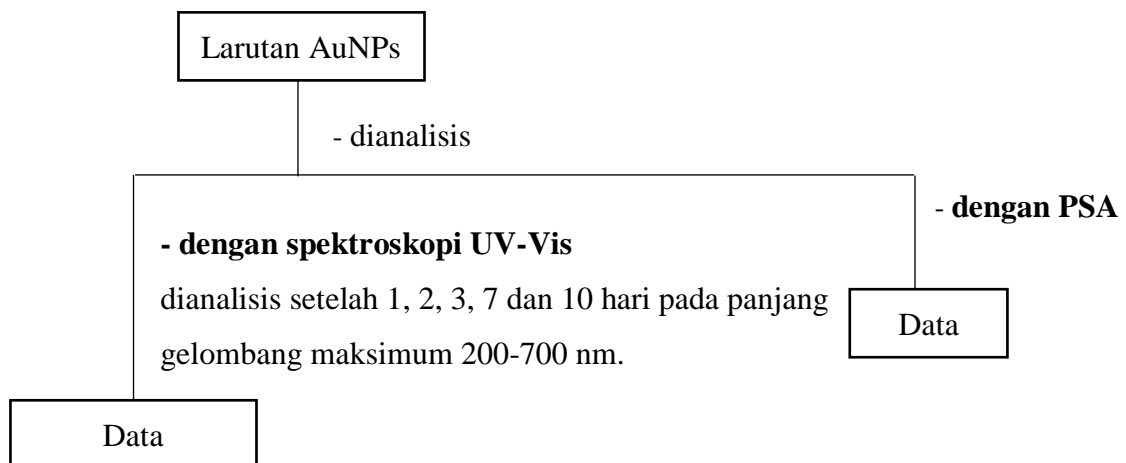 Larutan AuNPs
- dianalisis
- dengan PSA
- dengan spektroskopi UV-Vis
dianalisis setelah 1, 2, 3, 7 dan 10 hari pada panjang
gelombang maksimum 200-700 nm.
Data
Data